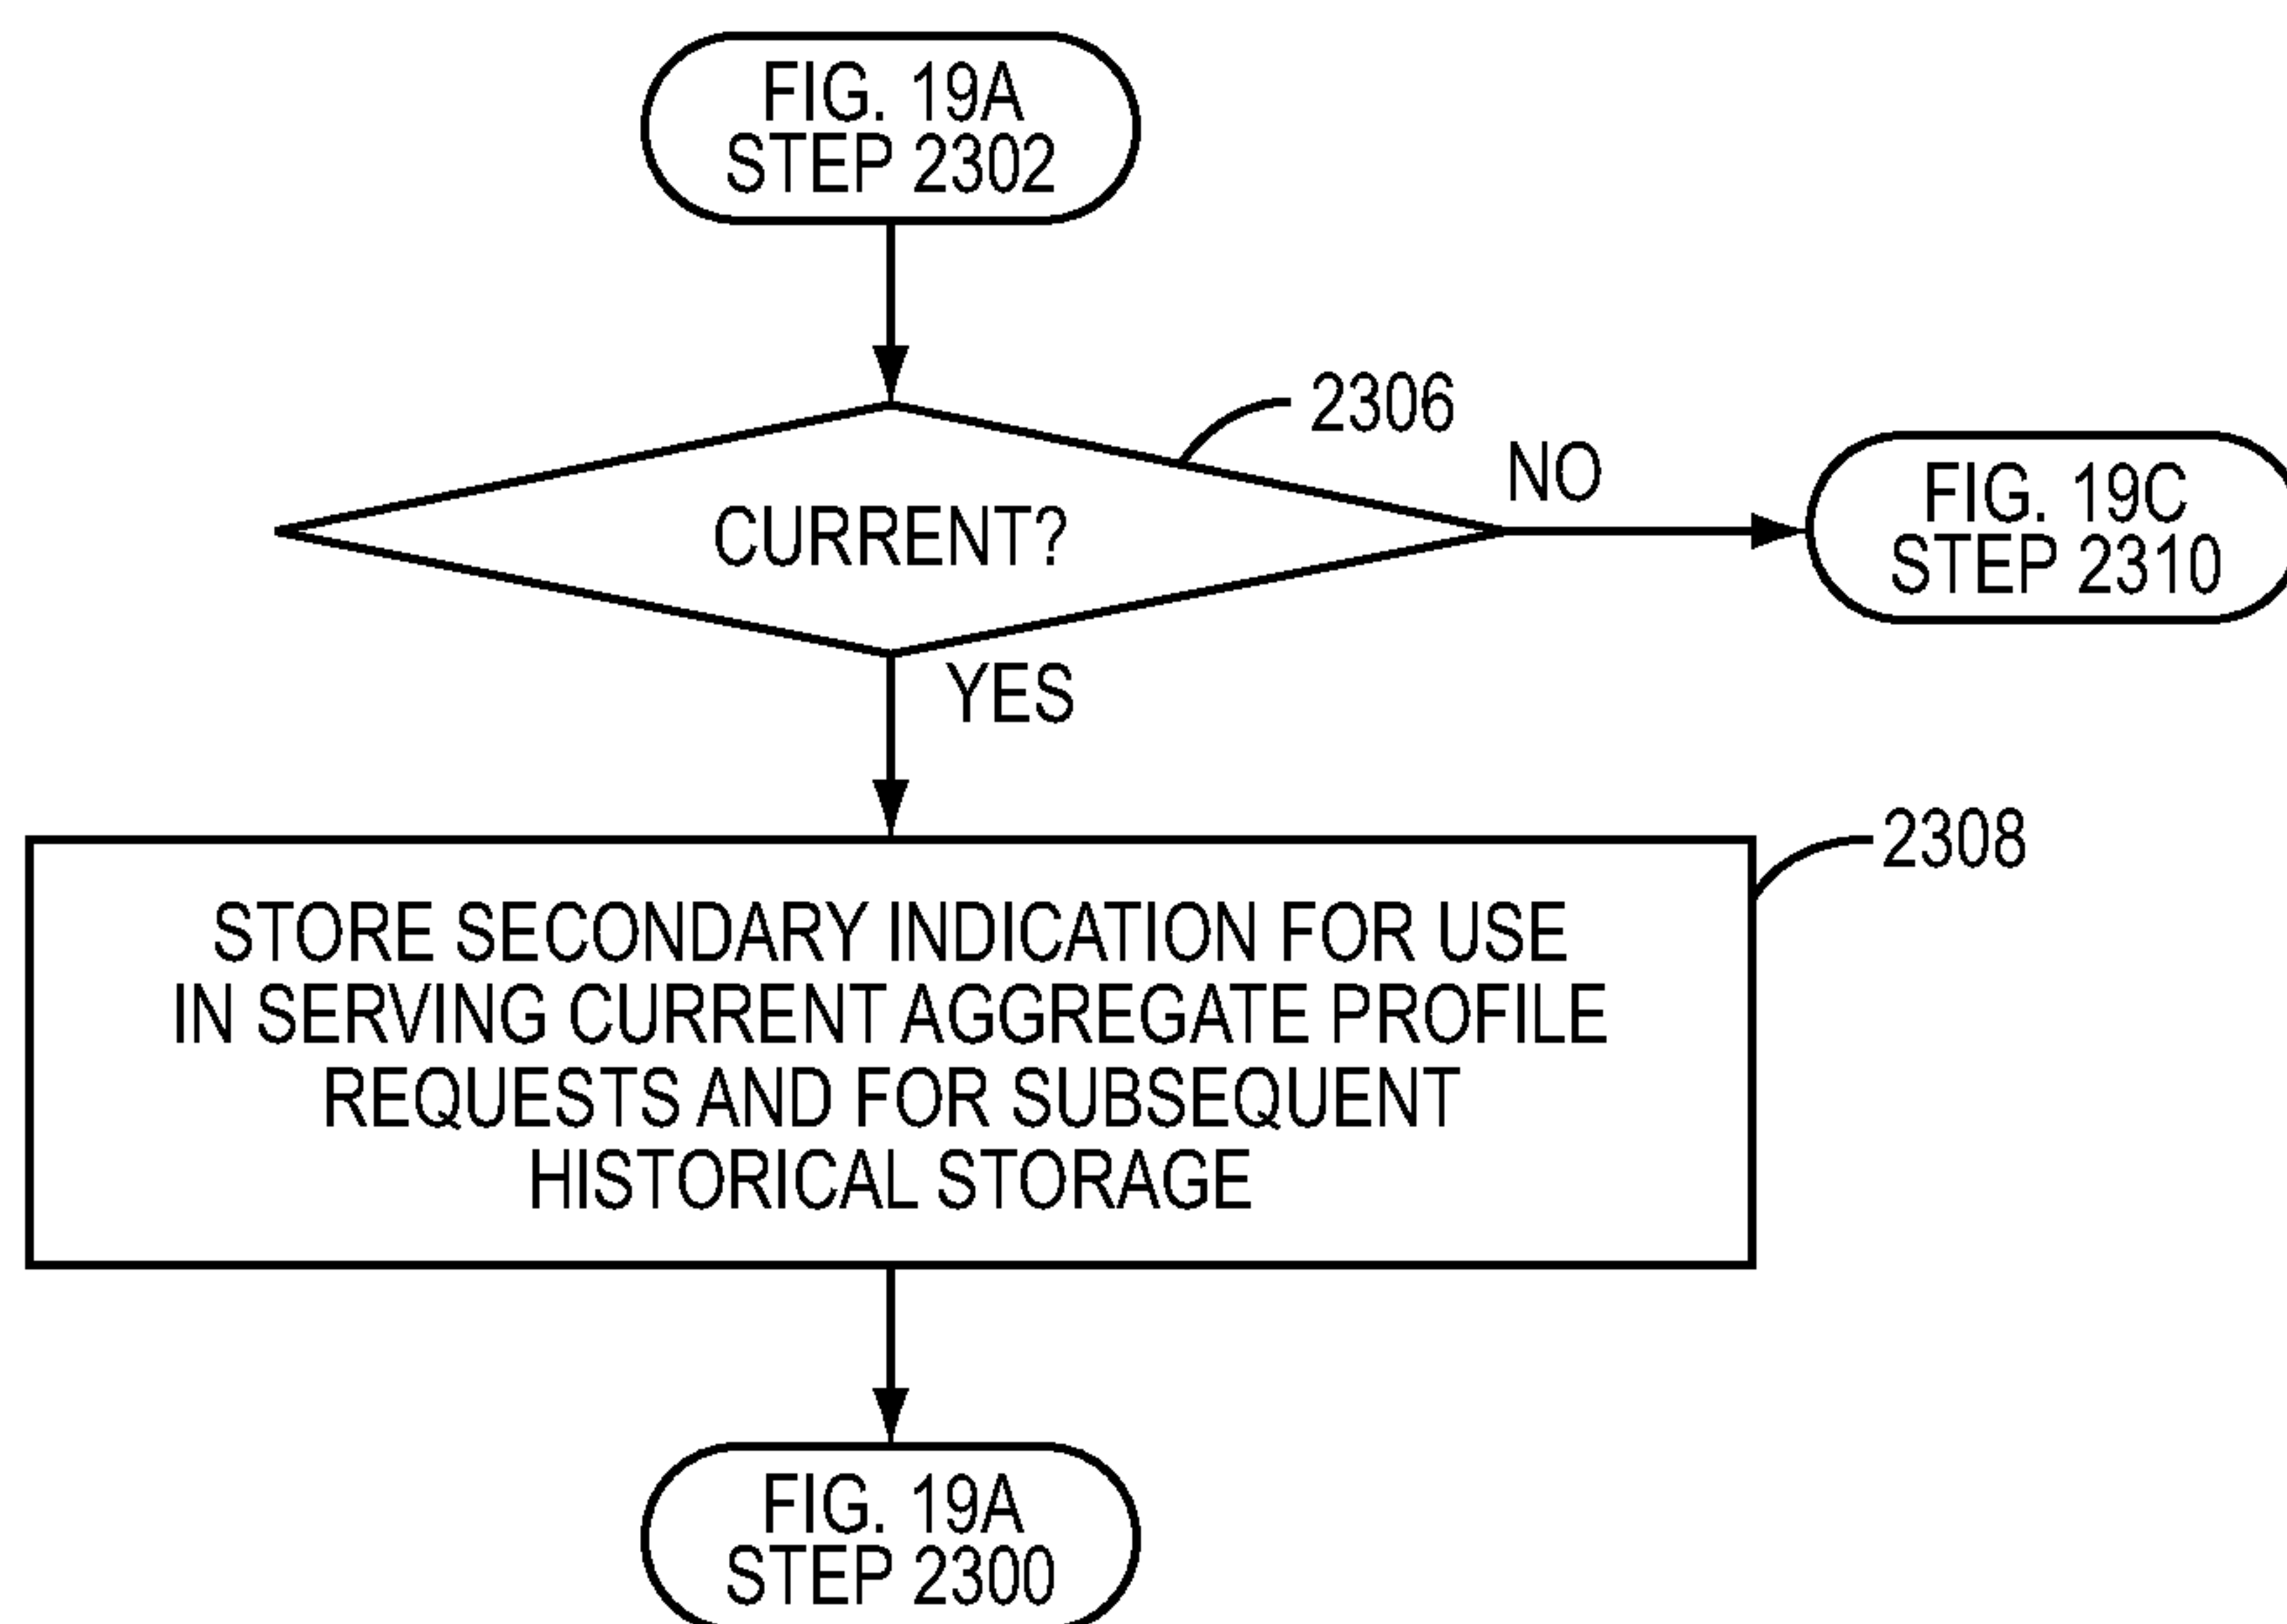 FIG. 19A
STEP 2302
2306
NO
CURRENT?
FIG. 19C
STEP 2310
YES
2308
STORE SECONDARY INDICATION FOR USE
IN SERVING CURRENT AGGREGATE PROFILE
REQUESTS AND FOR SUBSEQUENT
HISTORICAL STORAGE
FIG. 19A
STEP 2300